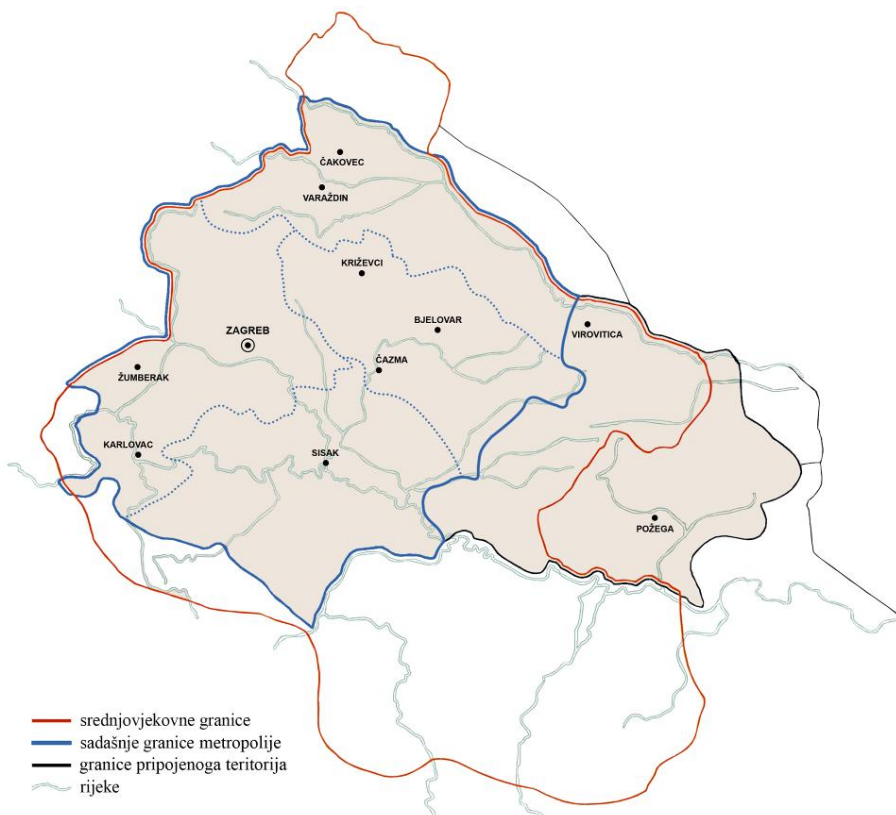 ČAKOVEC
VARAŽDIN
KRIŽEVCI
BJELOVAR
VIROVITICA
ZAGREB
ČAZMA
ŽUMBERAK
KARLOVAC
SISAK
POŽEGA
srednjovjekovne granice
sadašnje granice metropolije
granice pripojenoga teritorija
rijeke